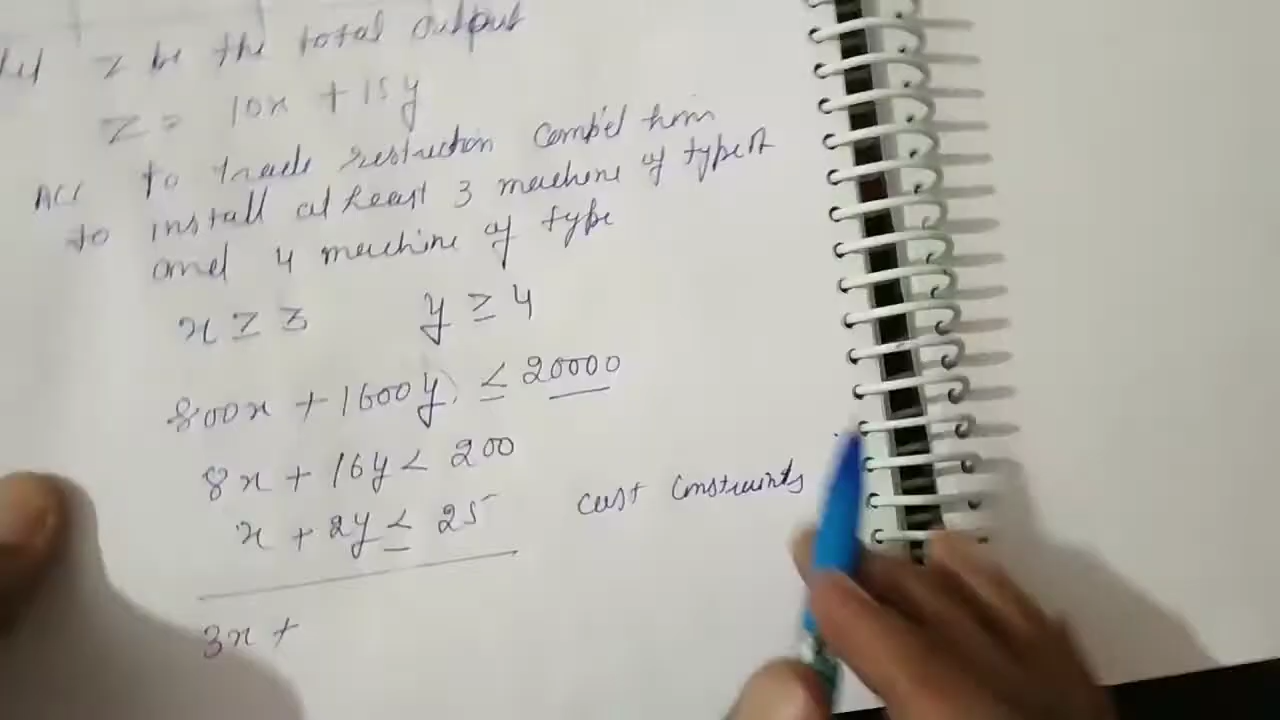 let z be the total output
z = 10x + 15y
Acc to trade restriction compel him
to install at least 3 machine of type A
and 4 machine of type
x ≥ 3 y ≥ 4
800x + 1600y ≤ 20000
8x + 16y < 200
x + 2y ≤ 25 cost constraints
3x +